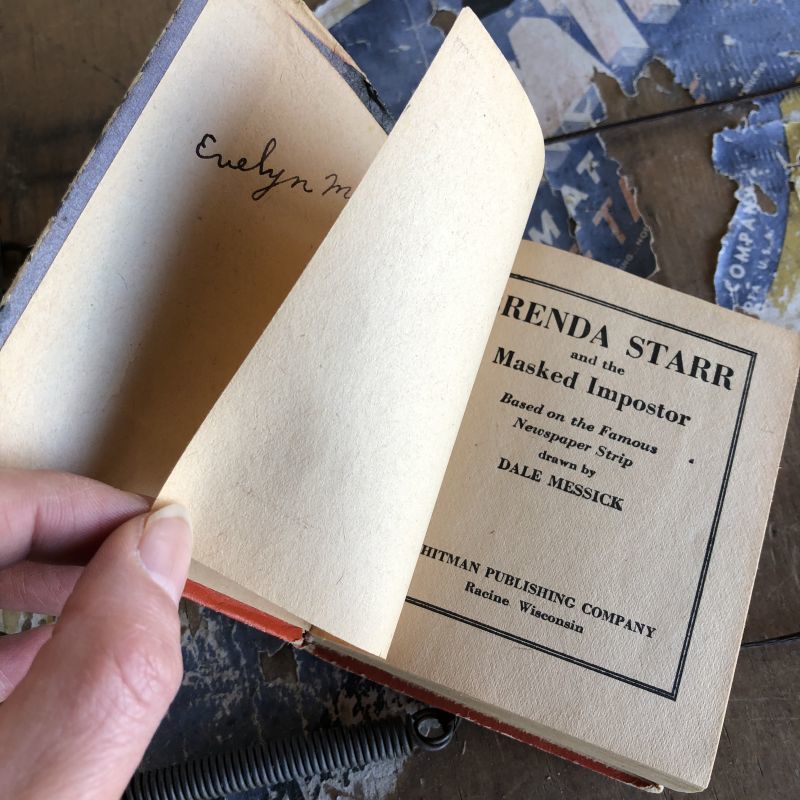 Evelyn M
RENDA STARR
and the
Masked Impostor
Based on the Famous
Newspaper Strip
drawn by
DALE MESSICK
HITMAN PUBLISHING COMPANY
Racine Wisconsin
COMPANY
U.S.A.